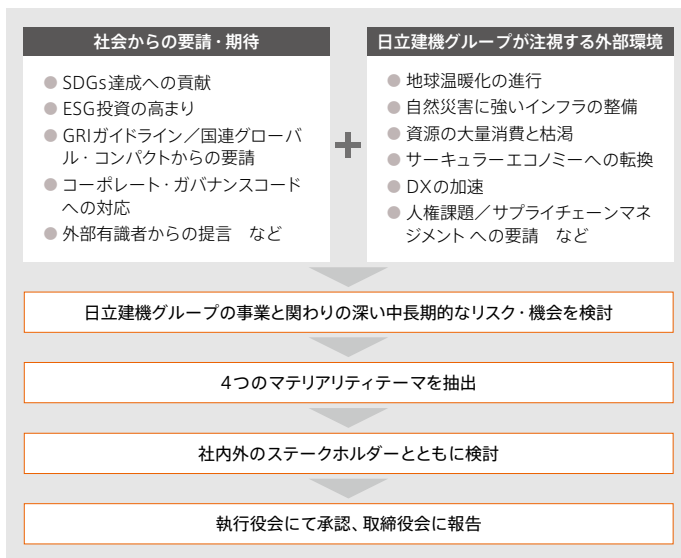 社会からの要請・期待
● SDGs達成への貢献
● ESG投資の高まり
● GRIガイドライン／国連グローバ
ル・コンパクトからの要請
● コーポレート・ガバナンスコード
への対応
● 外部有識者からの提言　など
+
日立建機グループが注視する外部環境
● 地球温暖化の進行
● 自然災害に強いインフラの整備
● 資源の大量消費と枯渇
● サーキュラーエコノミーへの転換
● DXの加速
● 人権課題／サプライチェーンマネ
ジメント への要請　など
日立建機グループの事業と関わりの深い中長期的なリスク・機会を検討
4つのマテリアリティテーマを抽出
社内外のステークホルダーとともに検討
執行役会にて承認、取締役会に報告